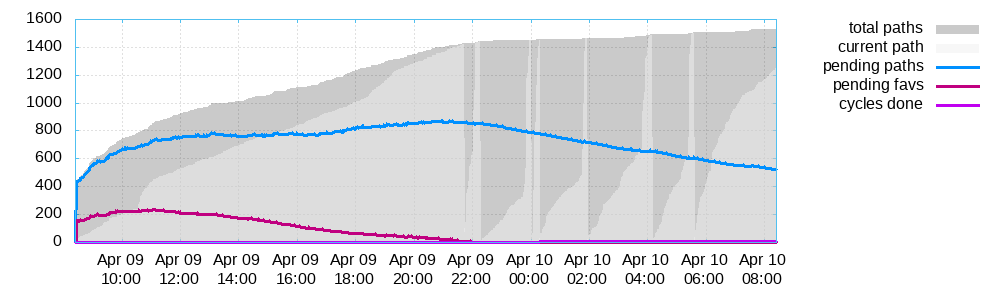 1600
1400
1200
1000
800
600
400
200
0
Apr 09 Apr 09 Apr 09 Apr 09 Apr 09 Apr 09 Apr 09 Apr 10 Apr 10 Apr 10 Apr 10 Apr 10
10:00 12:00 14:00 16:00 18:00 20:00 22:00 00:00 02:00 04:00 06:00 08:00
total paths
current path
pending paths
pending favs
cycles done